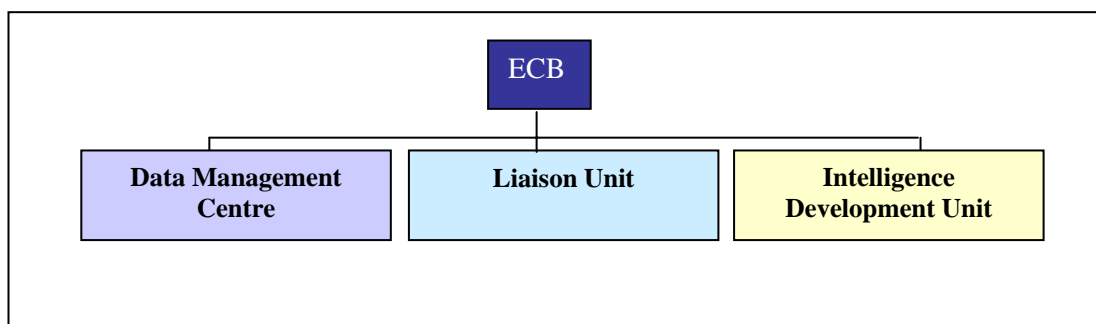 ECB
Data Management
Centre
Liaison Unit
Intelligence
Development Unit